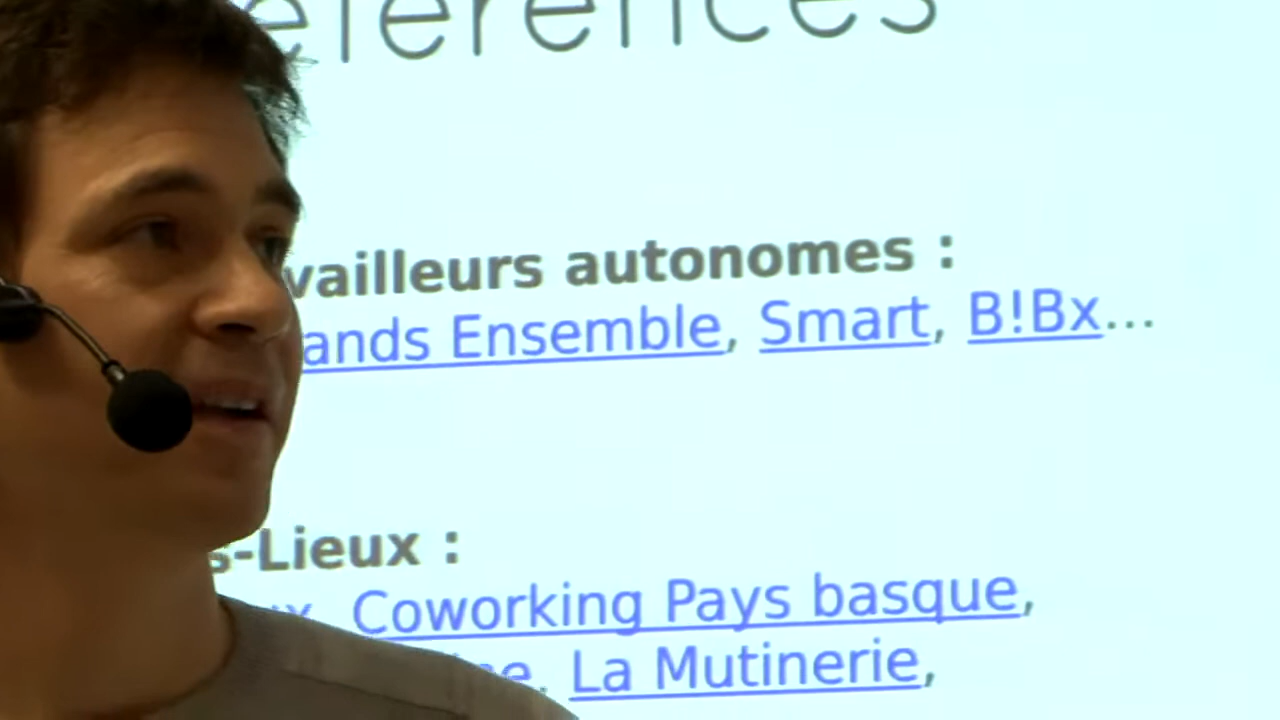 vailleurs autonomes :
ands Ensemble, Smart, B!Bx...
s-Lieux :
Coworking Pays basque,
La Mutinerie,